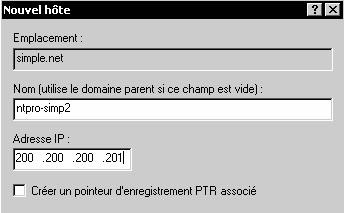 Nouvel hôte
Emplacement :
simple.net
Nom (utilise le domaine parent si ce champ est vide) :
ntpro-simp2
Adresse IP :
200 .200 .200 .201
Créer un pointeur d'enregistrement PTR associé